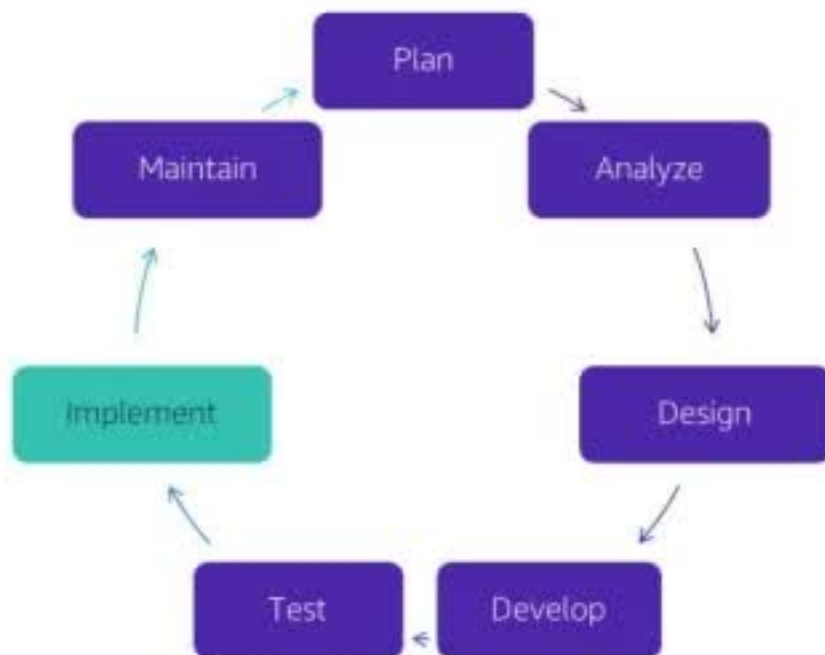 Plan
Analyze
Design
Develop
Test
Implement
Maintain